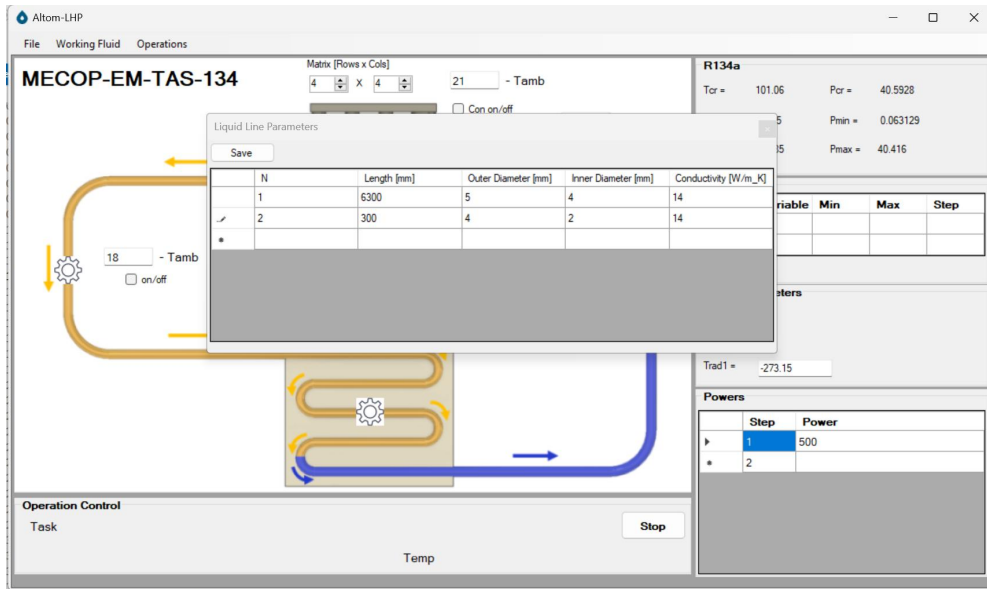 Altom-LHP
File Working Fluid Operations
MECOP-EM-TAS-134
Matrix [Rows x Cols]
4 X 4
21 - Tamb
Con on/off
18 - Tamb
on/off
Liquid Line Parameters
Save
N Length [mm] Outer Diameter [mm] Inner Diameter [mm] Conductivity [W/m_K]
1 6300 5 4 14
2 300 4 2 14
R134a
Tcr = 101.06 Pcr = 40.5928
5 Pmin = 0.063129
35 Pmax = 40.416
riable Min Max Step
eters
Trad1 = -273.15
Powers
Step Power
1 500
2
Operation Control
Task
Stop
Temp